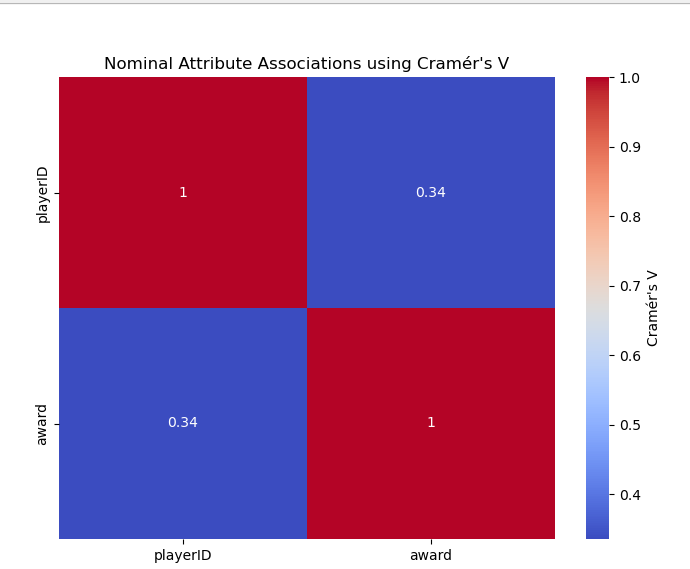 Nominal Attribute Associations using Cramér's V
playerID
1
0.34
award
0.34
1
playerID
award
1.0
0.9
0.8
0.7
0.6
0.5
0.4
Cramér's V